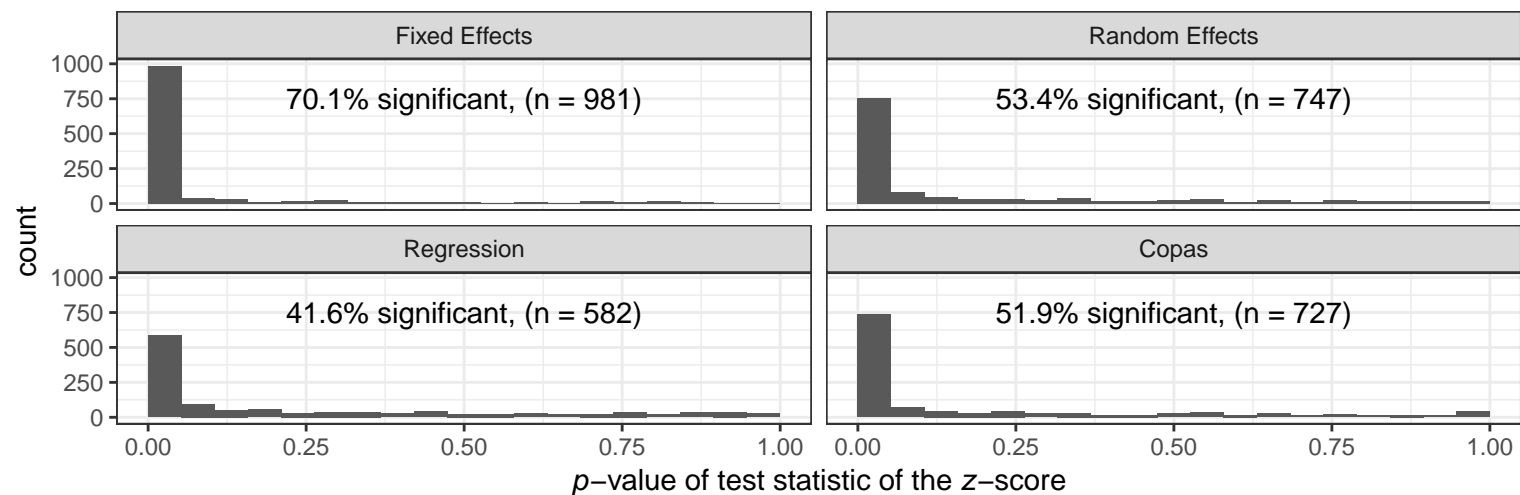 Fixed Effects
Random Effects
1000
750
500
250
0
70.1% significant, (n = 981)
53.4% significant, (n = 747)
count
Regression
Copas
1000
750
500
250
0
41.6% significant, (n = 582)
51.9% significant, (n = 727)
0.00 0.25 0.50 0.75 1.00
0.00 0.25 0.50 0.75 1.00
p−value of test statistic of the z−score